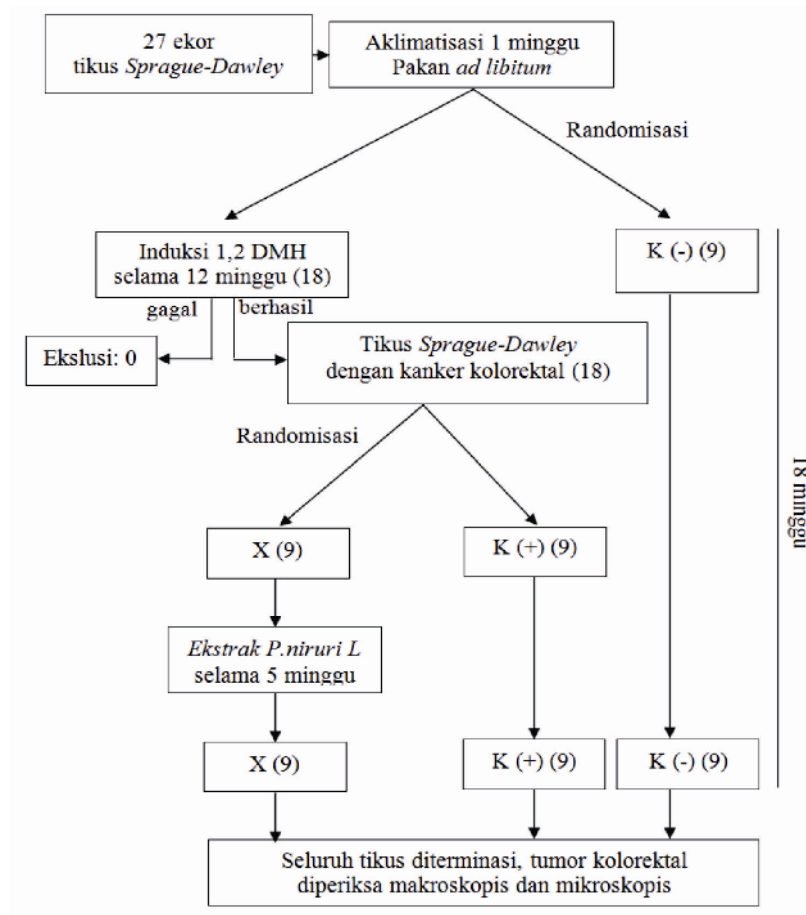 27 ekor
tikus Sprague-Dawley
Aklimatisasi 1 minggu
Pakan ad libitum
Randomisasi
Induksi 1,2 DMH
selama 12 minggu (18)
K (-) (9)
gagal
berhasil
Ekslusi: 0
Tikus Sprague-Dawley
dengan kanker kolorektal (18)
Randomisasi
18 minggu
X (9)
K (+) (9)
Ekstrak P.niruri L
selama 5 minggu
X (9)
K (+) (9)
K (-) (9)
Seluruh tikus diterminasi, tumor kolorektal
diperiksa makroskopis dan mikroskopis